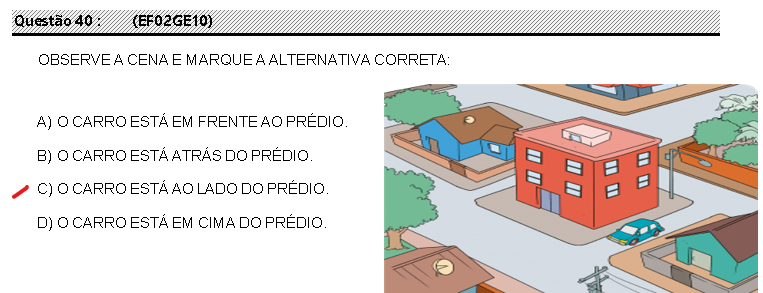 Questão 40 : (EF02GE10)
OBSERVE A CENA E MARQUE A ALTERNATIVA CORRETA:
A) O CARRO ESTÁ EM FRENTE AO PRÉDIO.
B) O CARRO ESTÁ ATRÁS DO PRÉDIO.
C) O CARRO ESTÁ AO LADO DO PRÉDIO.
D) O CARRO ESTÁ EM CIMA DO PRÉDIO.